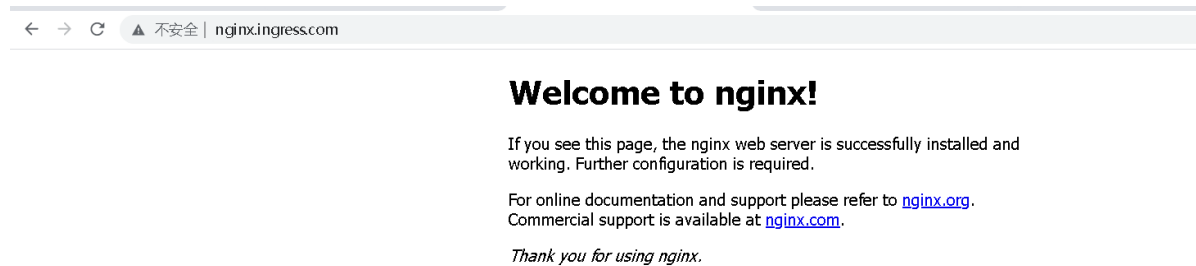 不安全 | nginx.ingress.com
Welcome to nginx!
If you see this page, the nginx web server is successfully installed and
working. Further configuration is required.
For online documentation and support please refer to nginx.org.
Commercial support is available at nginx.com.
Thank you for using nginx.